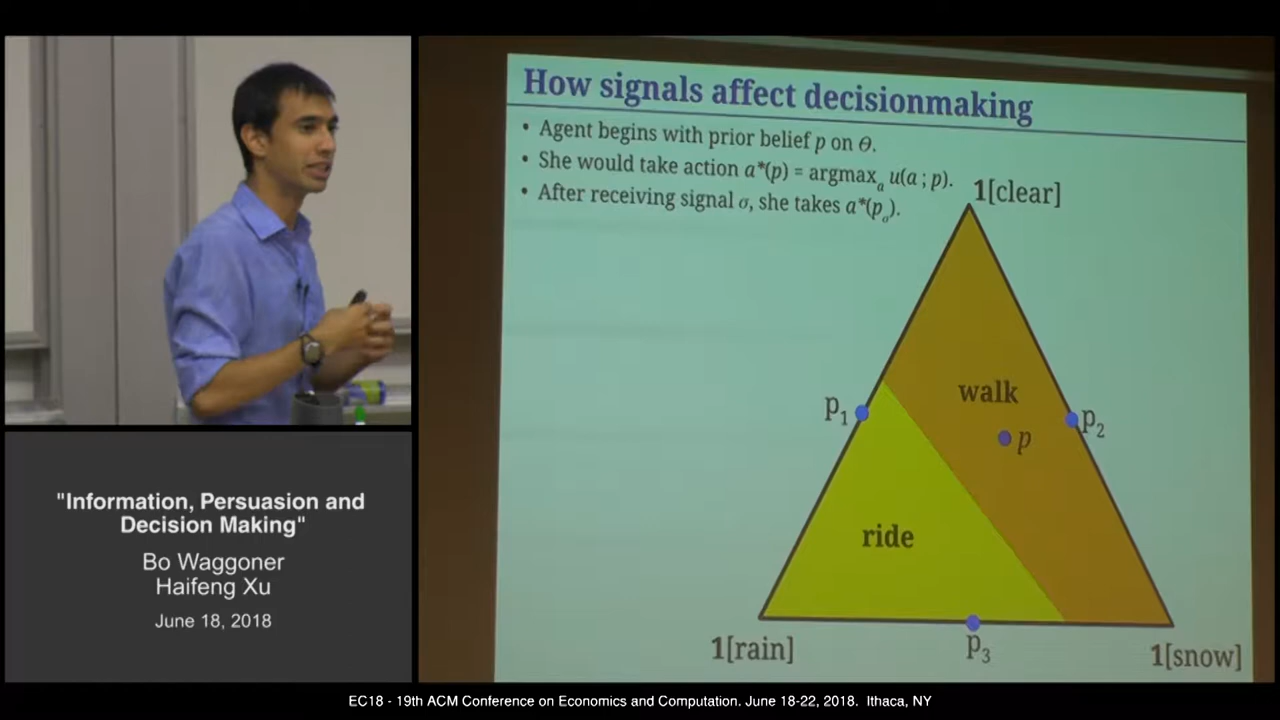 How signals affect decisionmaking
• Agent begins with prior belief p on Θ.
• She would take action a*(p) = argmaxₐ u(a ; p).
• After receiving signal σ, she takes a*(p_σ).
1[clear]
walk
p₁
p₂
p
ride
1[rain]
p₃
1[snow]
"Information, Persuasion and
Decision Making"
Bo Waggoner
Haifeng Xu
June 18, 2018
EC18 - 19th ACM Conference on Economics and Computation. June 18-22, 2018. Ithaca, NY